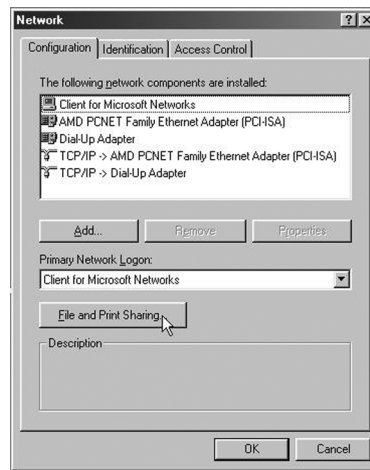 Network
Configuration Identification Access Control
The following network components are installed:
Client for Microsoft Networks
AMD PCNET Family Ethernet Adapter (PCI-ISA)
Dial-Up Adapter
TCP/IP -> AMD PCNET Family Ethernet Adapter (PCI-ISA)
TCP/IP -> Dial-Up Adapter
Add... Remove Properties
Primary Network Logon:
Client for Microsoft Networks
File and Print Sharing...
Description
OK Cancel